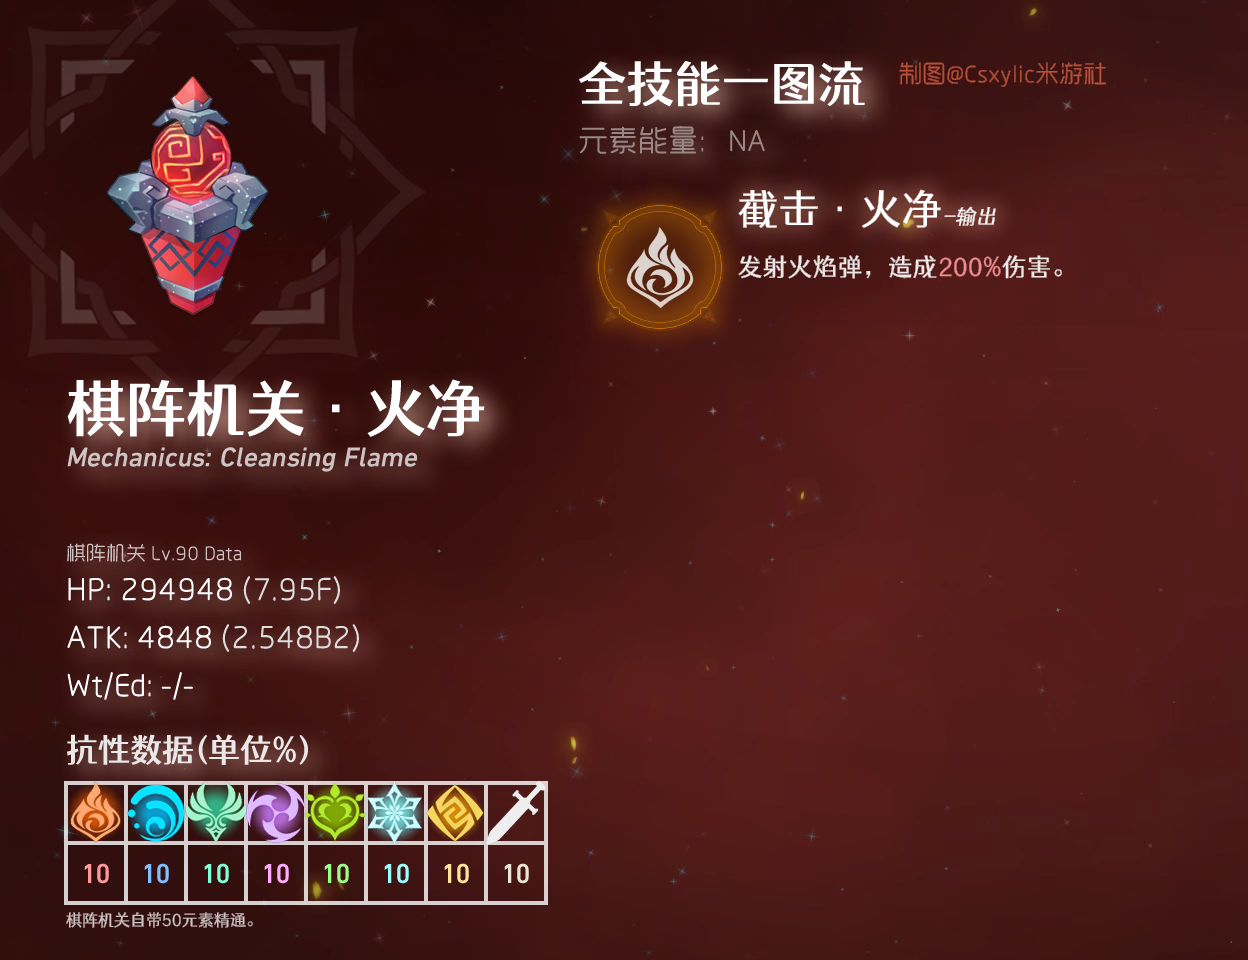 全技能一图流
制图@Csxylic米游社
元素能量: NA
截击·火净-输出
发射火焰弹，造成200%伤害。
棋阵机关·火净
Mechanicus: Cleansing Flame
棋阵机关 Lv.90 Data
HP: 294948 (7.95F)
ATK: 4848 (2.548B2)
Wt/Ed: -/-
抗性数据(单位%)
10 10 10 10 10 10 10 10
棋阵机关自带50元素精通。